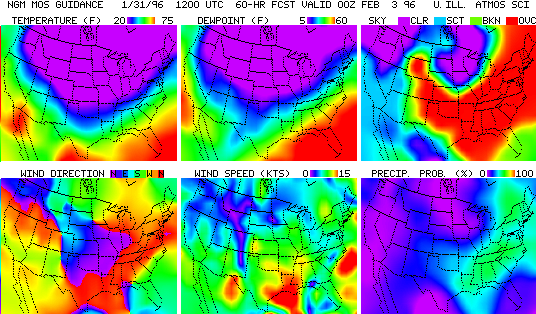 NGM MOS GUIDANCE 1/31/96 1200 UTC 60-HR FCST VALID 00Z FEB 3 96 U.ILL. ATMOS SCI
TEMPERATURE (F) 20 75 DEWPOINT (F) 5 60 SKY CLR SCT BKN OVC
WIND DIRECTION N E S W N WIND SPEED (KTS) 0 15 PRECIP. PROB. (%) 0 100